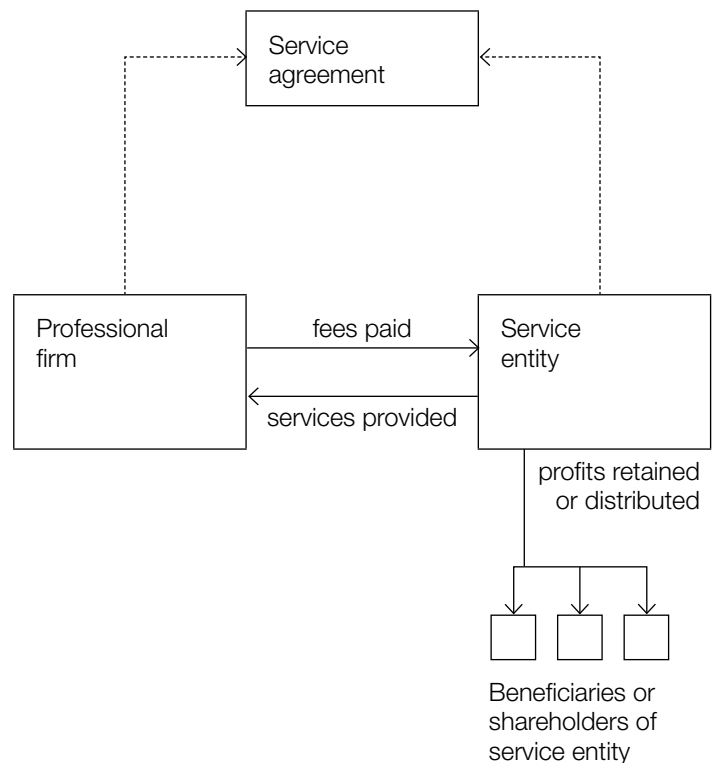 Service
agreement
Professional
firm
fees paid
services provided
Service
entity
profits retained
or distributed
Beneficiaries or
shareholders of
service entity